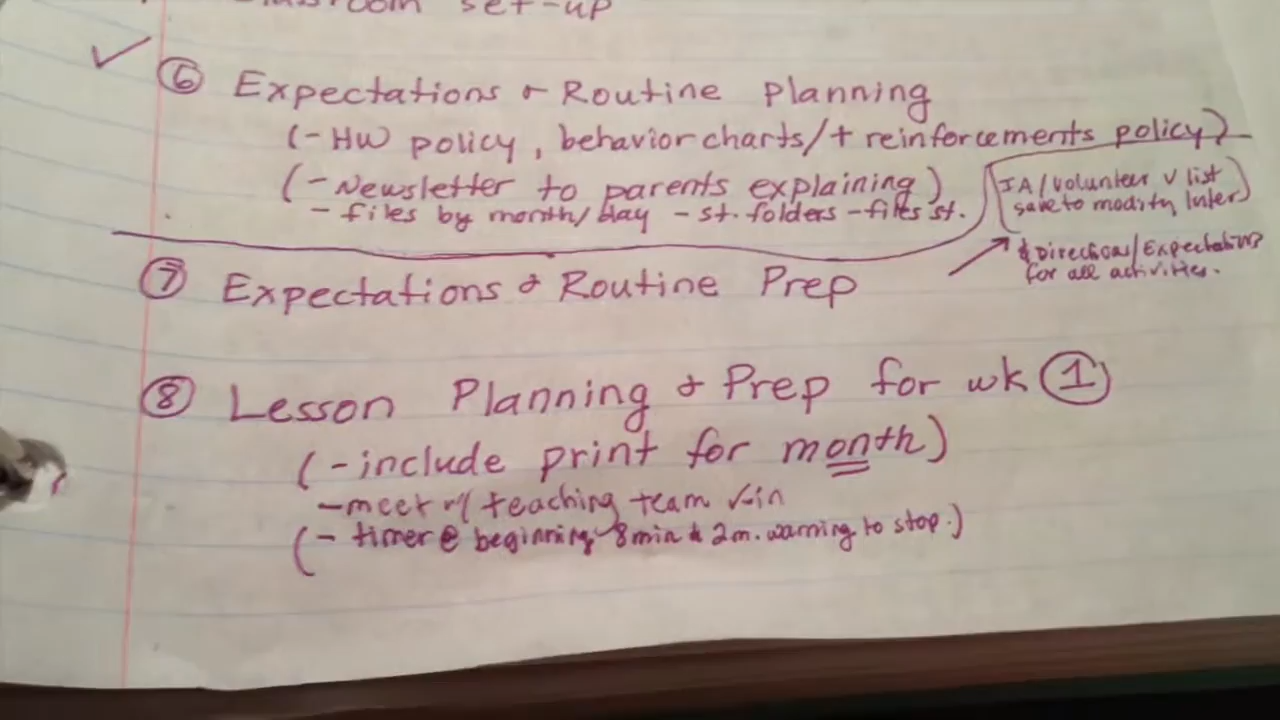 set-up
✓ ⑥ Expectations & Routine Planning
(- HW policy, behavior charts/+ reinforcements policy)
(- Newsletter to parents explaining)
- files by month/day - st. folders - files st.
IA/Volunteer ✓ list
save to modify later
& Directions/Expectations
for all activities.
⑦ Expectations & Routine Prep
⑧ Lesson Planning & Prep for wk ①
(- include print for month)
- meet w/ teaching team ✓-in
(- timer @ beginning 8 min & 2 m. warning to stop.)